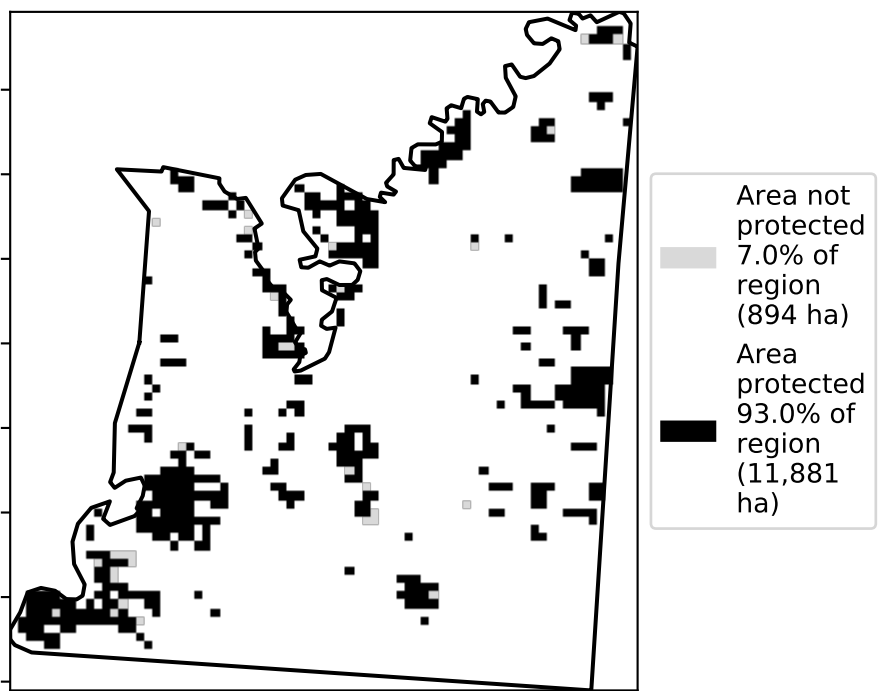 Area not
protected
7.0% of
region
(894 ha)
Area
protected
93.0% of
region
(11,881
ha)